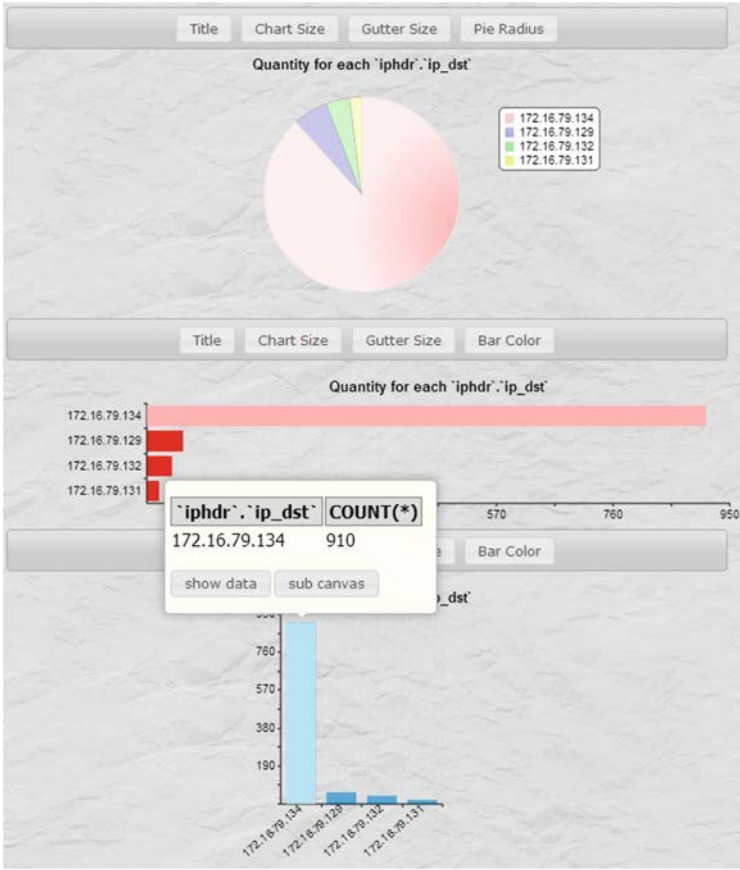 Title Chart Size Gutter Size Pie Radius
Quantity for each `iphdr`.`ip_dst`
172.16.79.134
172.16.79.129
172.16.79.132
172.16.79.131
Title Chart Size Gutter Size Bar Color
Quantity for each `iphdr`.`ip_dst`
172.16.79.134
172.16.79.129
172.16.79.132
172.16.79.131
570 760 950
`iphdr`.`ip_dst` COUNT(*)
172.16.79.134 910
show data sub canvas
Bar Color
_dst`
760
570
380
190
172.16.79.134 172.16.79.129 172.16.79.132 172.16.79.131